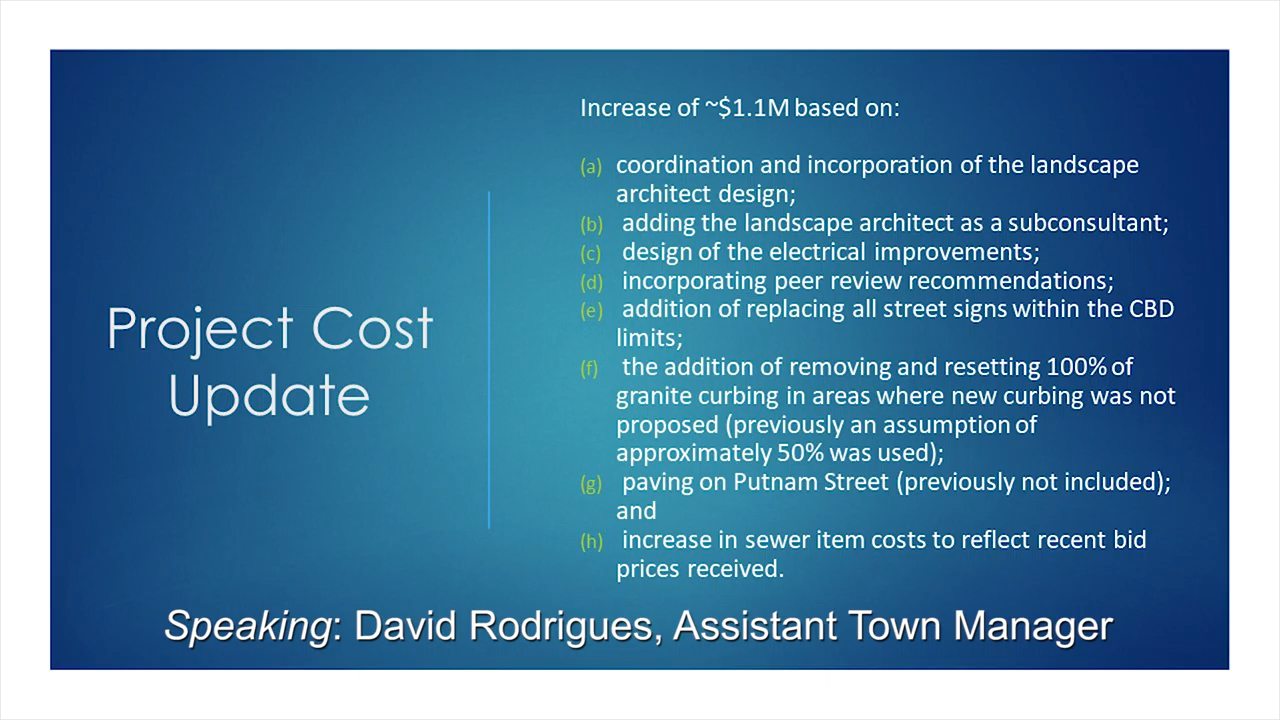 Project Cost
Update
Increase of ~$1.1M based on:
(a) coordination and incorporation of the landscape
architect design;
(b) adding the landscape architect as a subconsultant;
(c) design of the electrical improvements;
(d) incorporating peer review recommendations;
(e) addition of replacing all street signs within the CBD
limits;
(f) the addition of removing and resetting 100% of
granite curbing in areas where new curbing was not
proposed (previously an assumption of
approximately 50% was used);
(g) paving on Putnam Street (previously not included);
and
(h) increase in sewer item costs to reflect recent bid
prices received.
Speaking: David Rodrigues, Assistant Town Manager